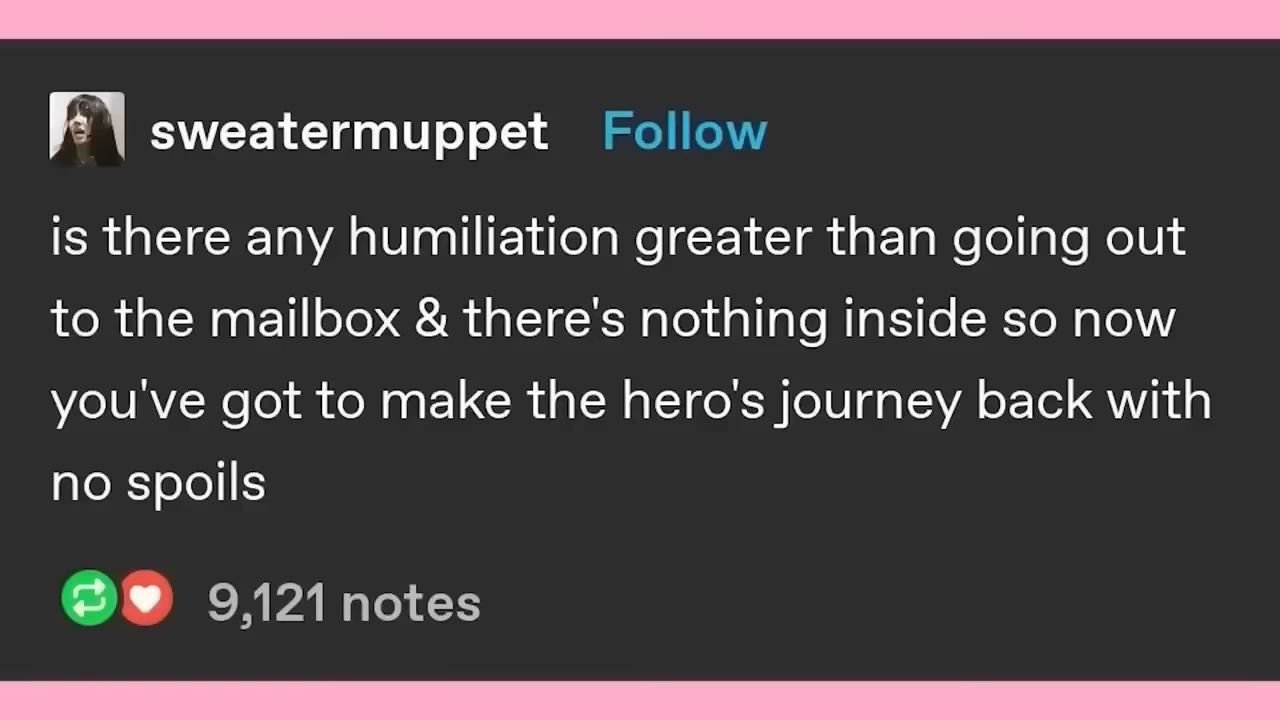 sweatermuppet Follow
is there any humiliation greater than going out
to the mailbox & there's nothing inside so now
you've got to make the hero's journey back with
no spoils
9,121 notes